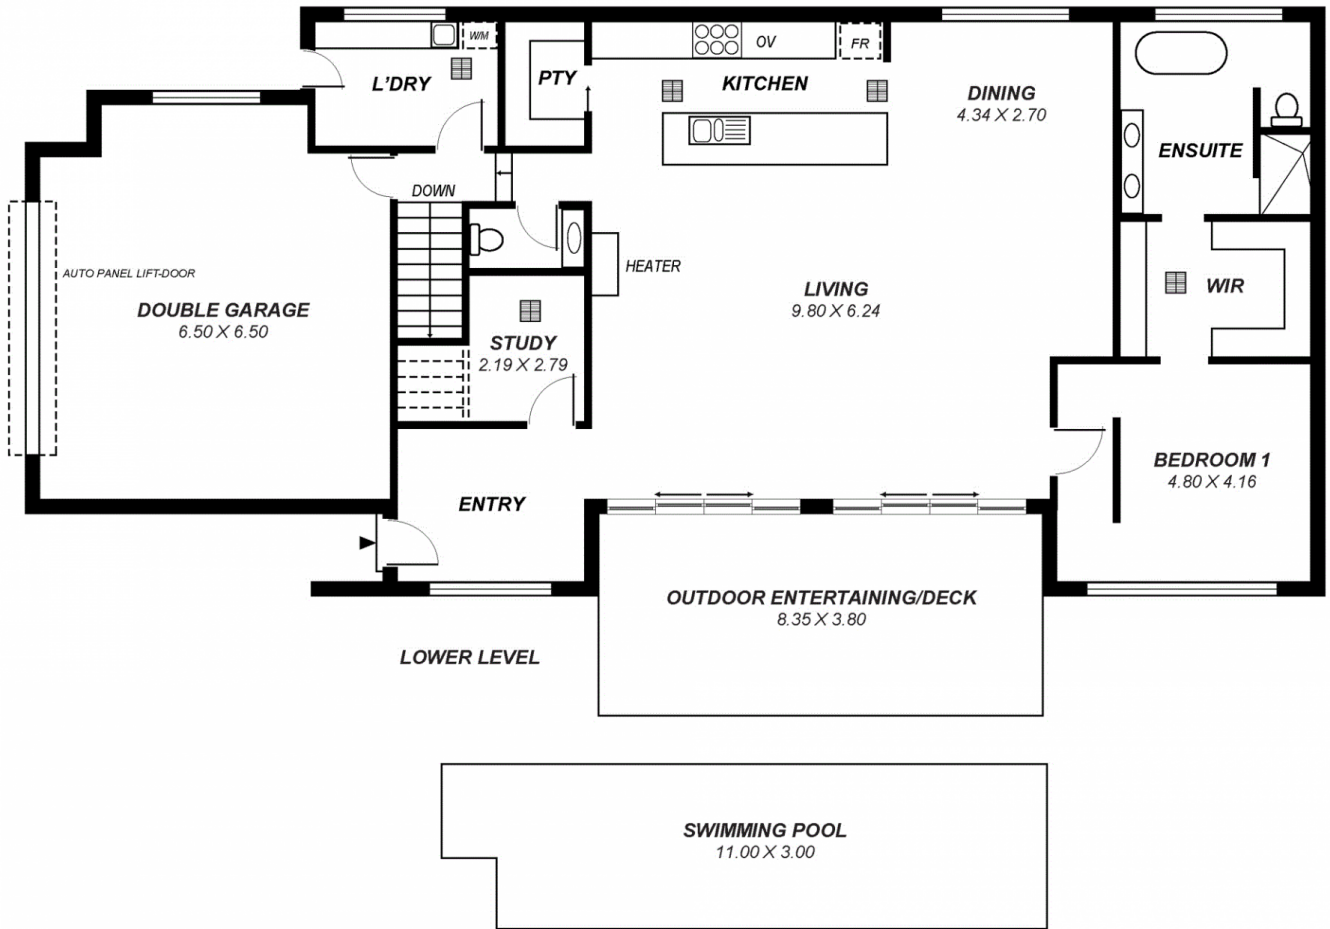 W/M
L'DRY
PTY
OV
FR
KITCHEN
DINING
4.34 X 2.70
ENSUITE
DOWN
AUTO PANEL LIFT-DOOR
DOUBLE GARAGE
6.50 X 6.50
HEATER
LIVING
9.80 X 6.24
WIR
STUDY
2.19 X 2.79
BEDROOM 1
4.80 X 4.16
ENTRY
OUTDOOR ENTERTAINING/DECK
8.35 X 3.80
LOWER LEVEL
SWIMMING POOL
11.00 X 3.00